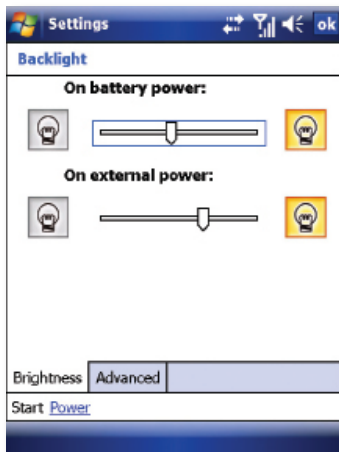 Settings
ok
Backlight
On battery power:
On external power:
Brightness Advanced
Start Power